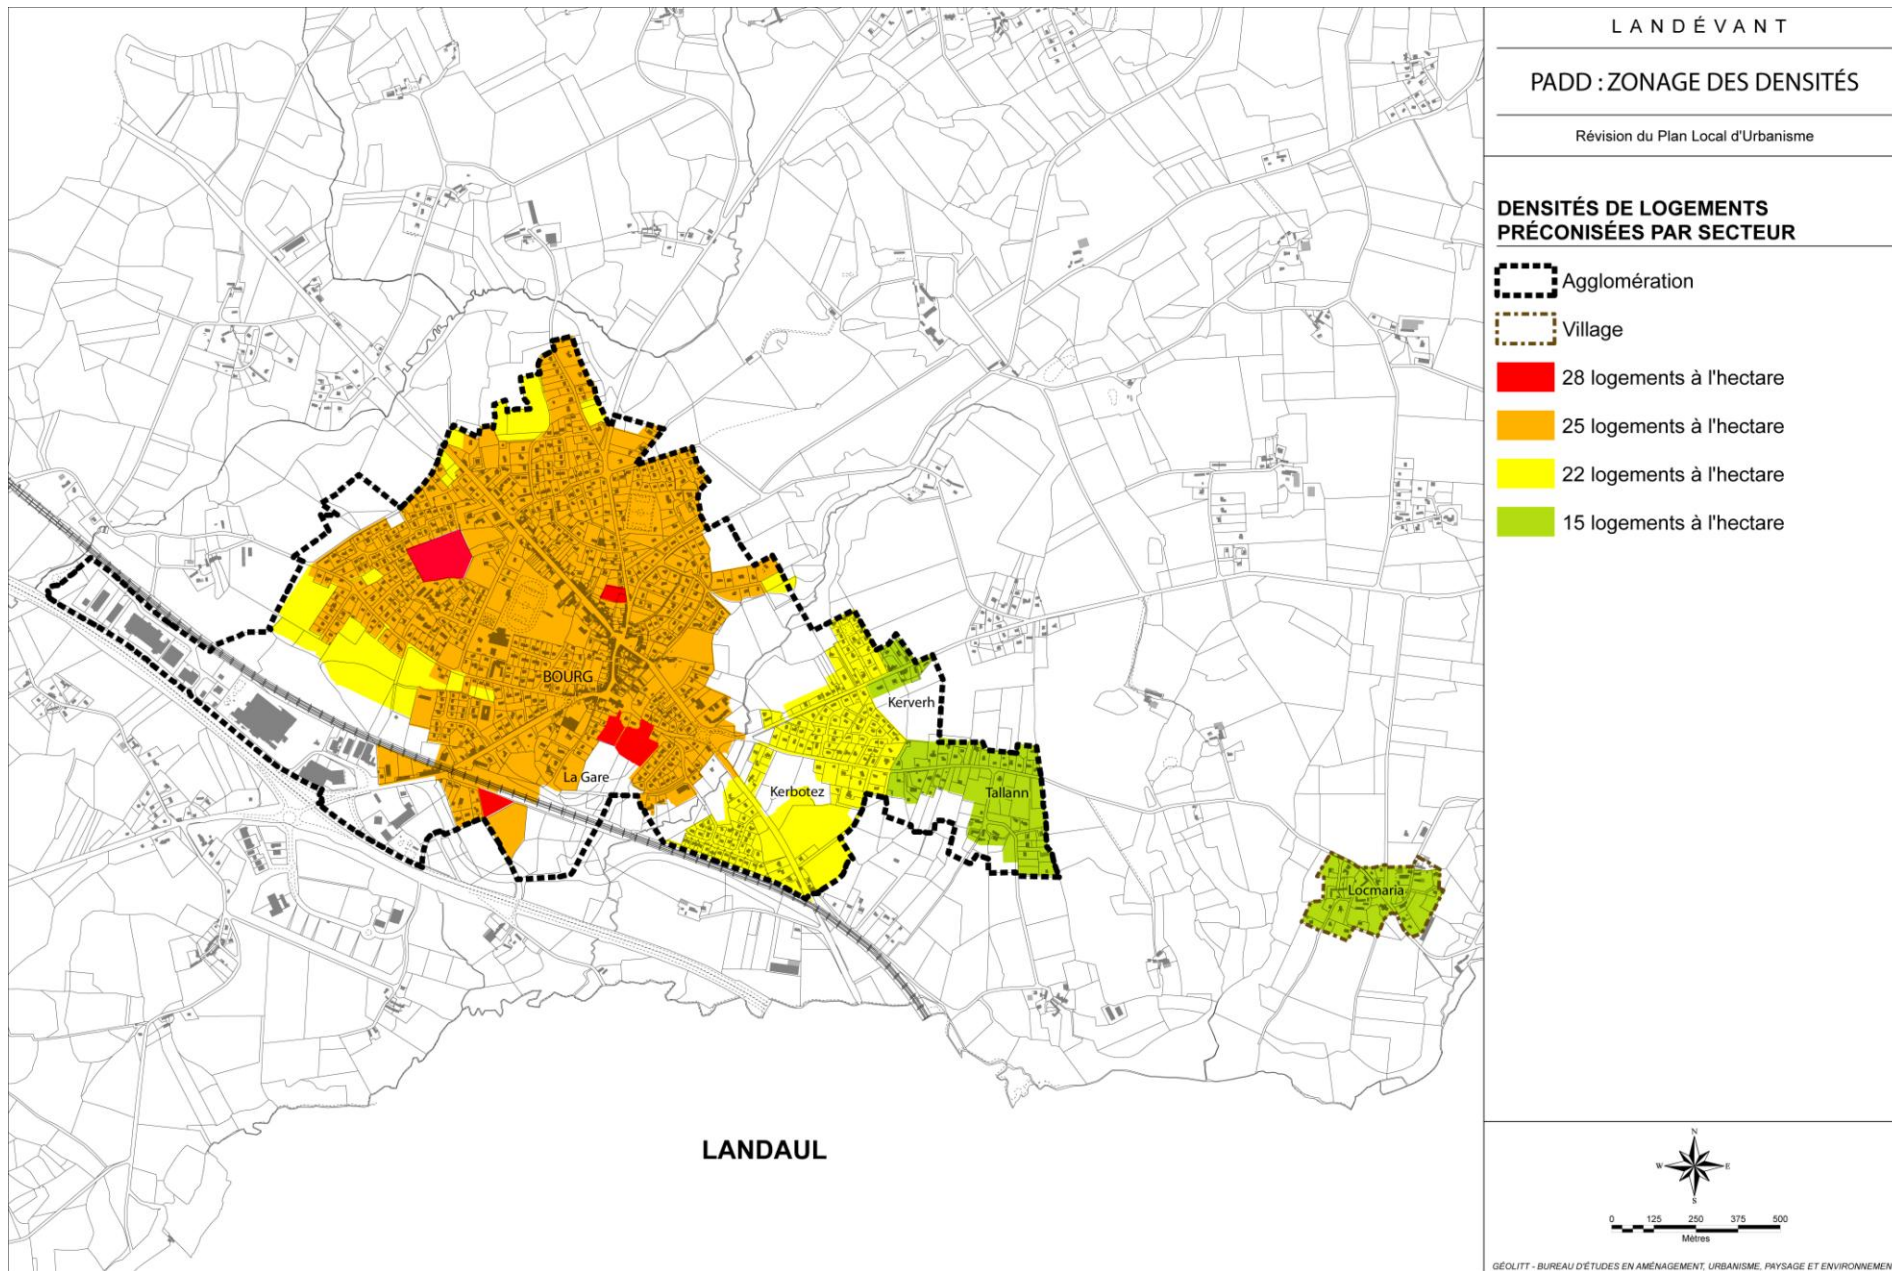 LANDÉVANT
PADD : ZONAGE DES DENSITÉS
Révision du Plan Local d'Urbanisme
DENSITÉS DE LOGEMENTS
PRÉCONISÉES PAR SECTEUR
Agglomération
Village
28 logements à l'hectare
25 logements à l'hectare
22 logements à l'hectare
15 logements à l'hectare
BOURG
Kerverh
La Gare
Kerbotez
Tallann
Locmaria
LANDAUL
N
W E
S
0 125 250 375 500
Mètres
GÉOLITT - BUREAU D'ÉTUDES EN AMÉNAGEMENT, URBANISME, PAYSAGE ET ENVIRONNEMEN